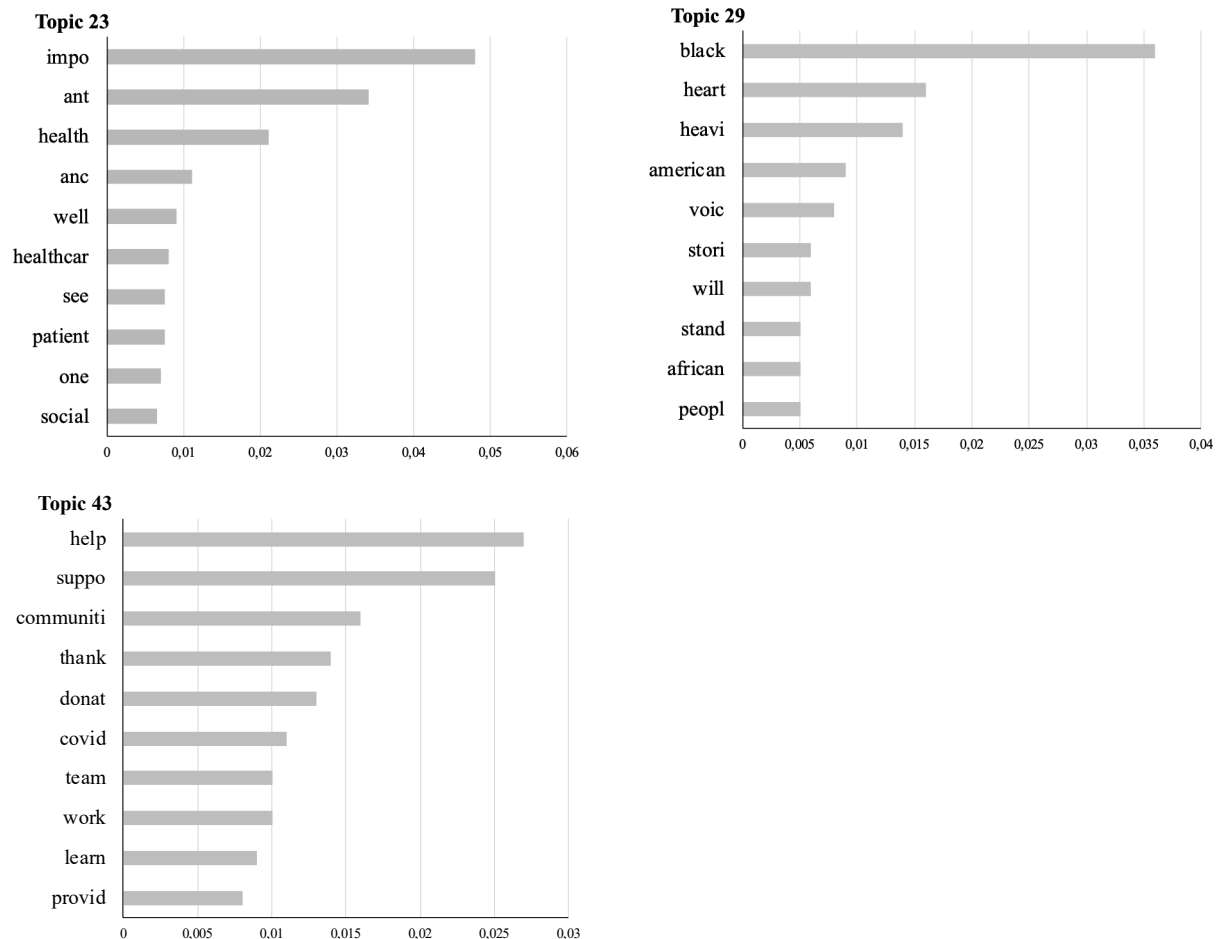 Topic 23
impo
ant
health
anc
well
healthcar
see
patient
one
social
0 0,01 0,02 0,03 0,04 0,05 0,06
Topic 29
black
heart
heavi
american
voic
stori
will
stand
african
peopl
0 0,005 0,01 0,015 0,02 0,025 0,03 0,035 0,04
Topic 43
help
suppo
communiti
thank
donat
covid
team
work
learn
provid
0 0,005 0,01 0,015 0,02 0,025 0,03